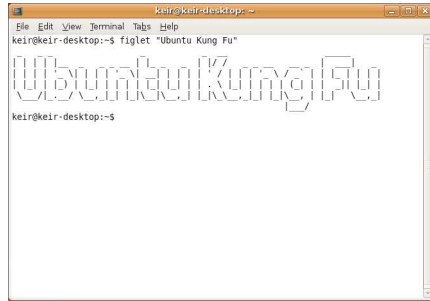 keir@keir-desktop: ~
File Edit View Terminal Tabs Help
keir@keir-desktop:~$ figlet "Ubuntu Kung Fu"
Ubuntu Kung Fu
keir@keir-desktop:~$